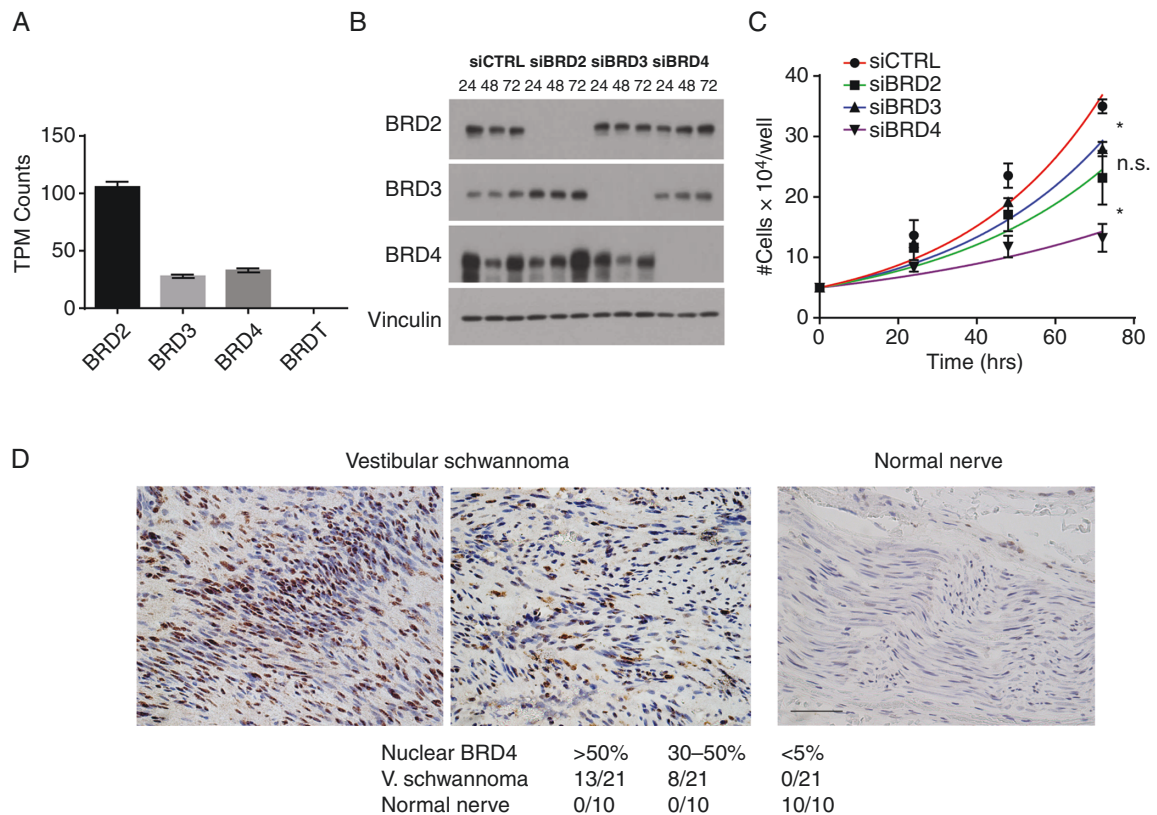 A
TPM Counts
150
100
50
0
BRD2
BRD3
BRD4
BRDT
B
siCTRL siBRD2 siBRD3 siBRD4
24 48 72 24 48 72 24 48 72 24 48 72
BRD2
BRD3
BRD4
Vinculin
C
#Cells × 10⁴/well
40
30
20
10
0
siCTRL
siBRD2
siBRD3
siBRD4
*
n.s.
*
0 20 40 60 80
Time (hrs)
D
Vestibular schwannoma
Normal nerve
Nuclear BRD4 >50% 30–50% <5%
V. schwannoma 13/21 8/21 0/21
Normal nerve 0/10 0/10 10/10